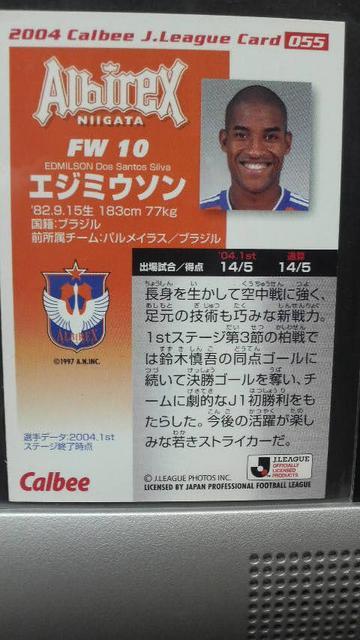 2004 Calbee J.League Card 055
Albirex
NIIGATA
FW 10
EDMILSON Dos Santos Silva
エジミウソン
'82.9.15生 183cm 77kg
国籍:ブラジル
前所属チーム:パルメイラス/ブラジル
'04.1st 通算
出場試合/得点 14/5 14/5
長身を生かして空中戦に強く、
足元の技術も巧みな新戦力。
1stステージ第3節の柏戦で
は鈴木慎吾の同点ゴールに
続いて決勝ゴールを奪い、チ
ームに劇的なJ1初勝利をも
たらした。今後の活躍が楽し
みな若きストライカーだ。
ALBIREX
©1997 A.N.INC.
選手データ:2004.1st
ステージ終了時点
Calbee
© J.LEAGUE PHOTOS INC.
LICENSED BY JAPAN PROFESSIONAL FOOTBALL LEAGUE
J.LEAGUE
OFFICIALLY
LICENSED
PRODUCTS